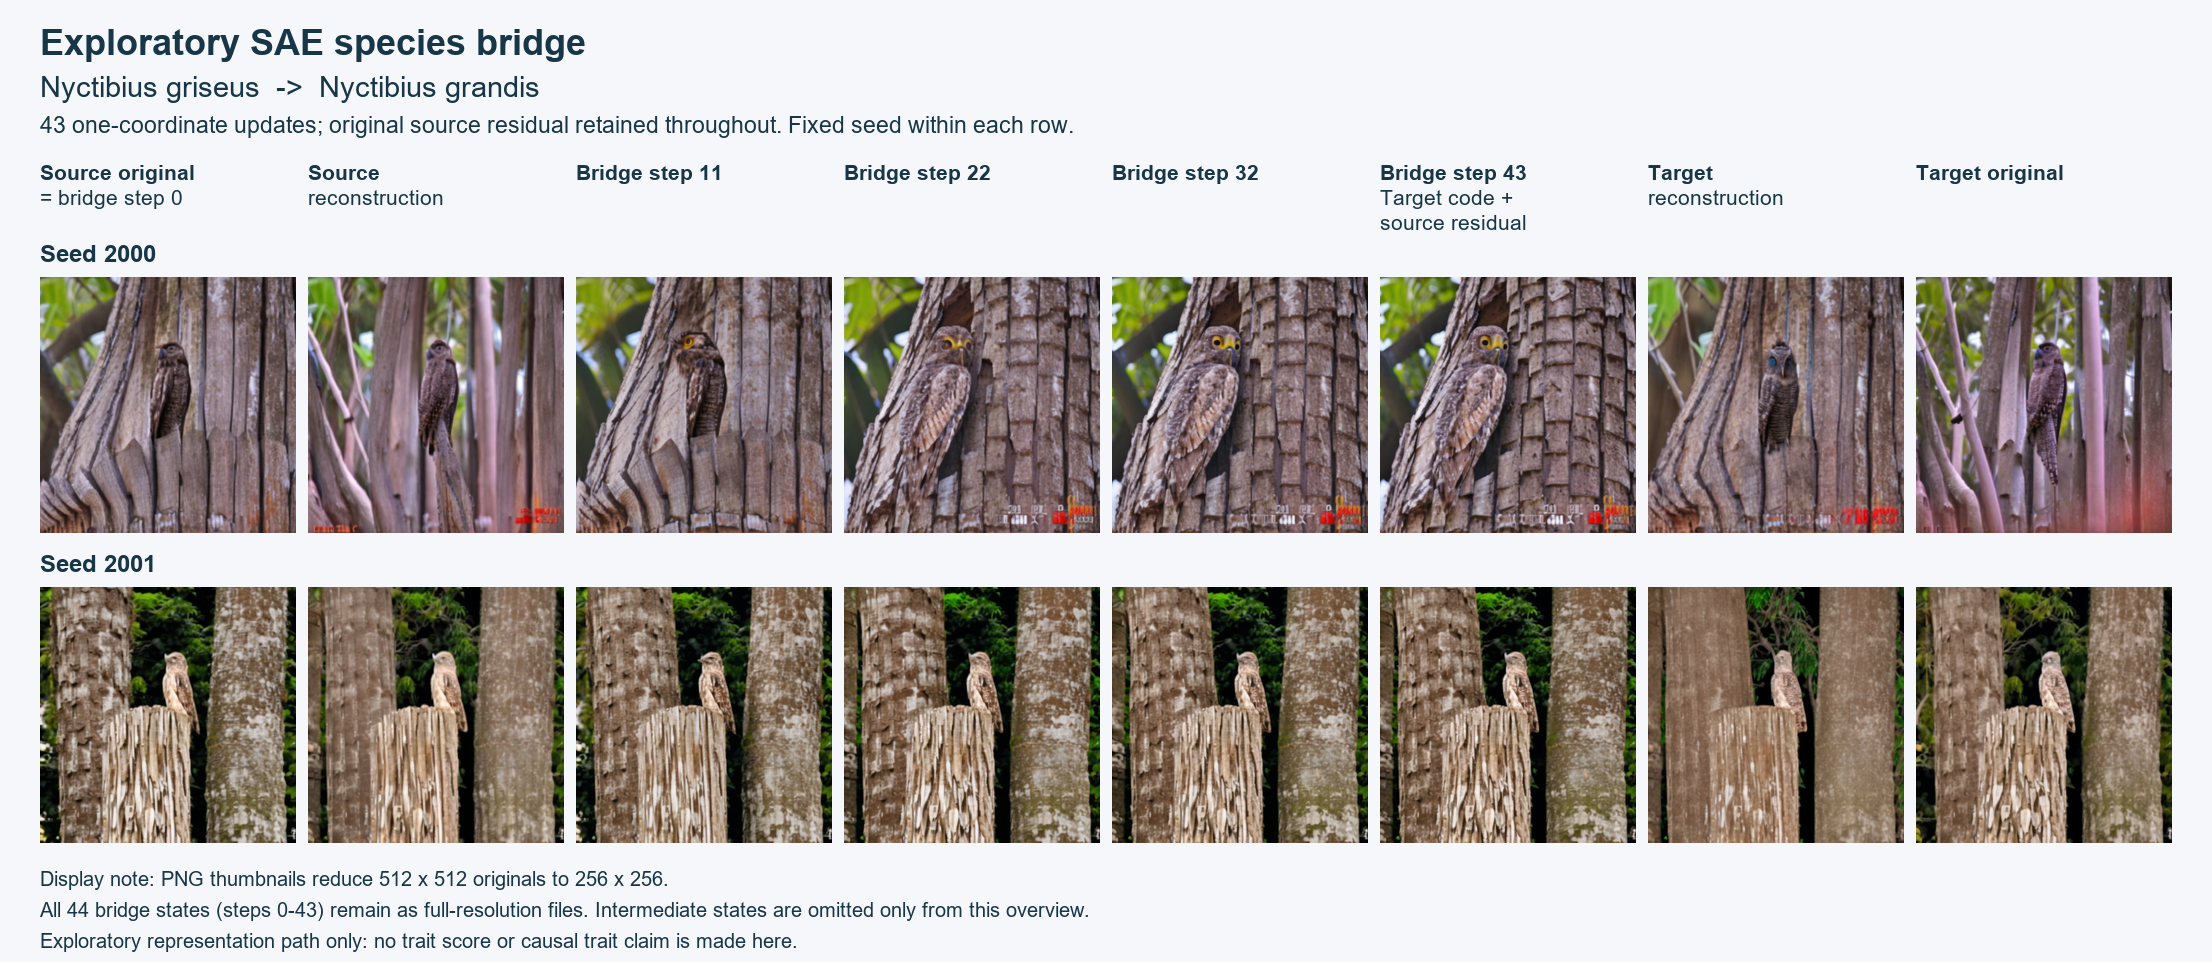 Exploratory SAE species bridge
Nyctibius griseus -> Nyctibius grandis
43 one-coordinate updates; original source residual retained throughout. Fixed seed within each row.
Source original
= bridge step 0
Source
reconstruction
Bridge step 11
Bridge step 22
Bridge step 32
Bridge step 43
Target code +
source residual
Target
reconstruction
Target original
Seed 2000
Seed 2001
Display note: PNG thumbnails reduce 512 x 512 originals to 256 x 256.
All 44 bridge states (steps 0-43) remain as full-resolution files. Intermediate states are omitted only from this overview.
Exploratory representation path only: no trait score or causal trait claim is made here.